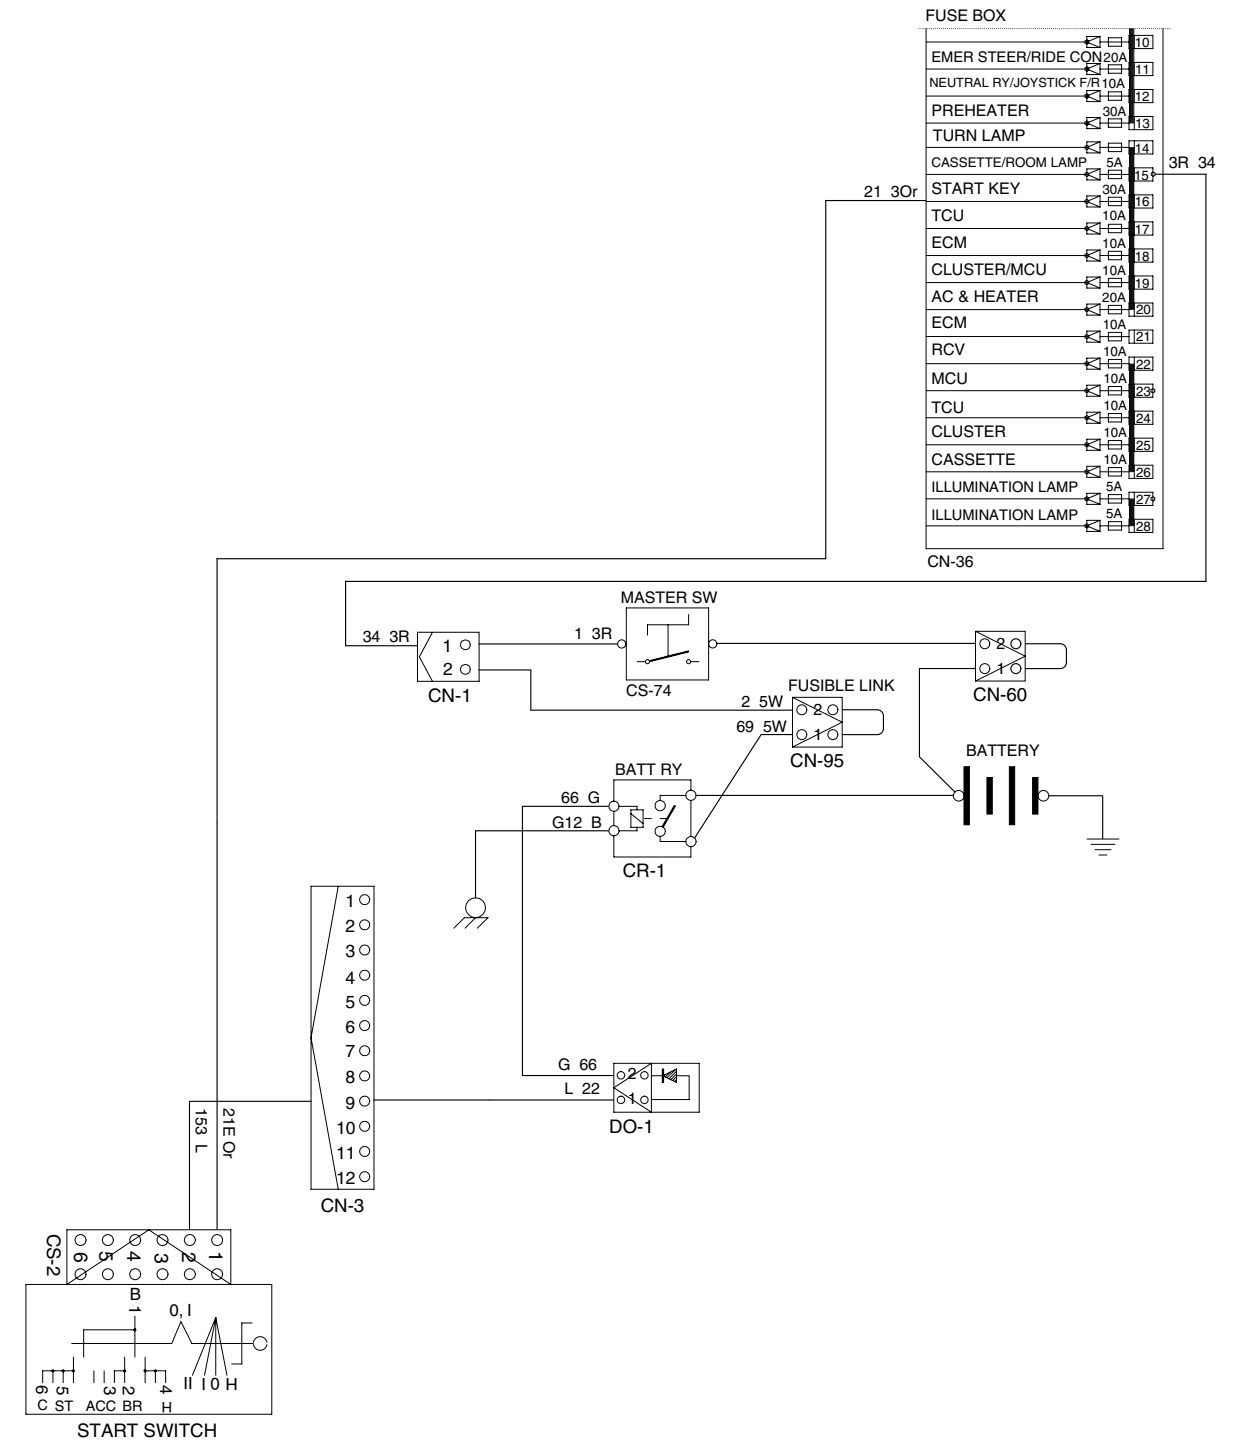 FUSE BOX
10
EMER STEER/RIDE CON 20A
11
NEUTRAL RY/JOYSTICK F/R 10A
12
PREHEATER 30A
13
TURN LAMP
14
CASSETTE/ROOM LAMP 5A
15
3R 34
START KEY 30A
16
21 3Or
TCU 10A
17
ECM 10A
18
CLUSTER/MCU 10A
19
AC & HEATER 20A
20
ECM 10A
21
RCV 10A
22
MCU 10A
23
TCU 10A
24
CLUSTER 10A
25
CASSETTE 10A
26
ILLUMINATION LAMP 5A
27
ILLUMINATION LAMP 5A
28
CN-36
MASTER SW
34 3R
1
2
CN-1
1 3R
CS-74
2
1
CN-60
FUSIBLE LINK
2 5W
69 5W
2
1
CN-95
BATTERY
BATT RY
66 G
G12 B
CR-1
1
2
3
4
5
6
7
8
9
10
11
12
CN-3
G 66
L 22
2
1
DO-1
153 L
21E Or
CS-2
6 5 4 3 2 1
B
1
0, I
II I 0 H
6 5 3 2 4
C ST ACC BR H
START SWITCH